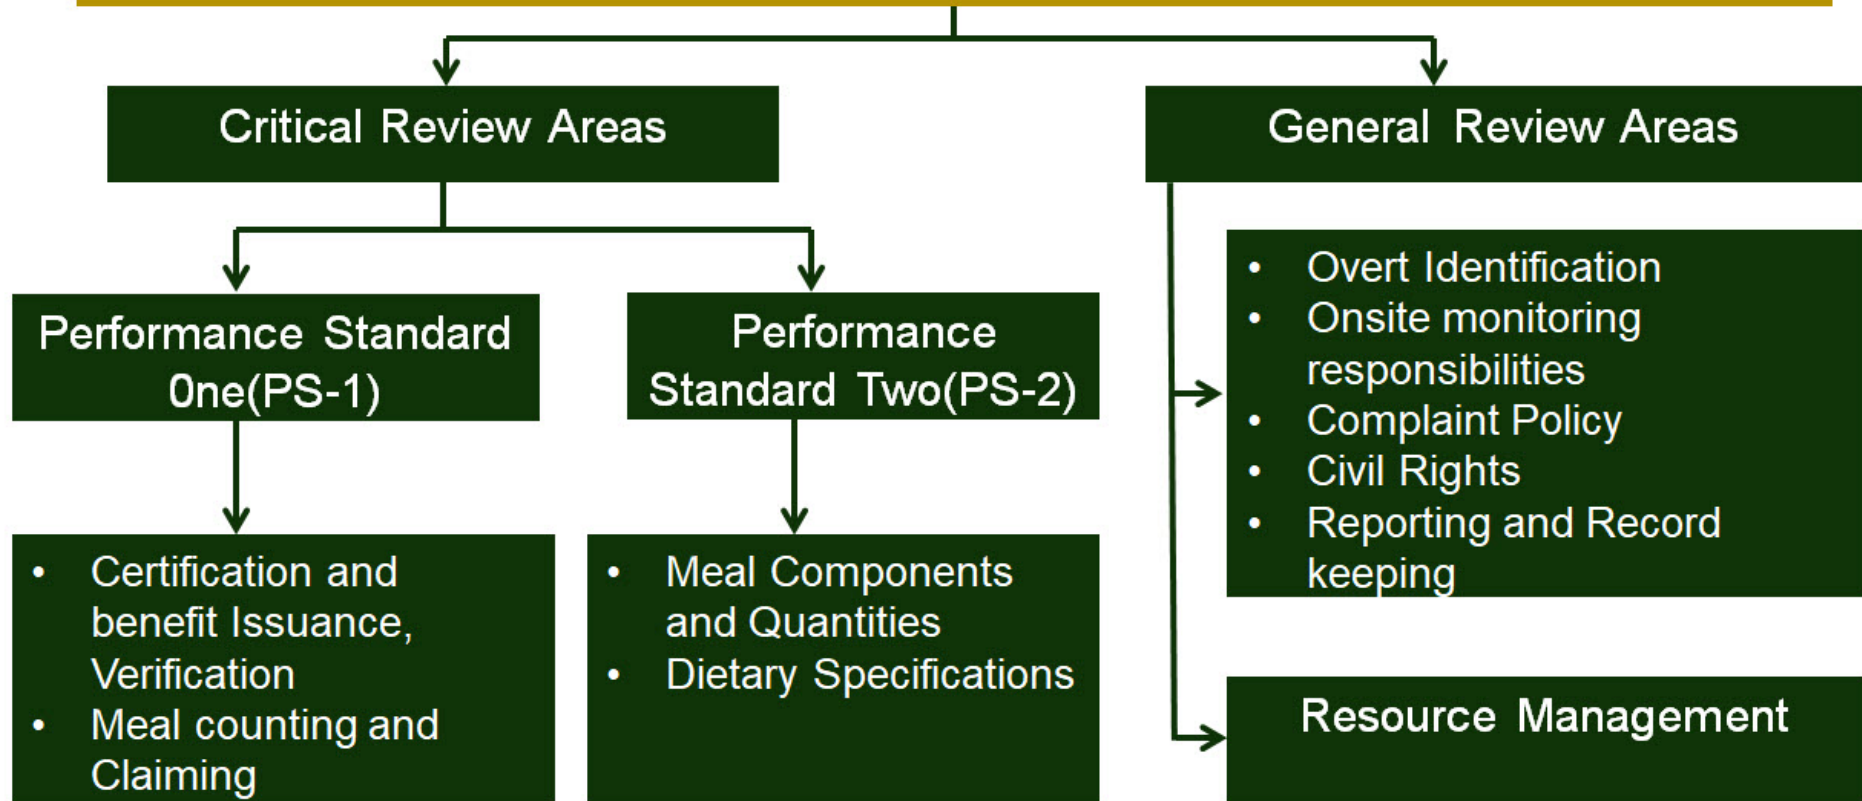 Critical Review Areas
General Review Areas
Performance Standard
0ne(PS-1)
Performance
Standard Two(PS-2)
• Overt Identification
• Onsite monitoring
responsibilities
• Complaint Policy
• Civil Rights
• Reporting and Record
keeping
• Certification and
benefit Issuance,
Verification
• Meal counting and
Claiming
• Meal Components
and Quantities
• Dietary Specifications
Resource Management